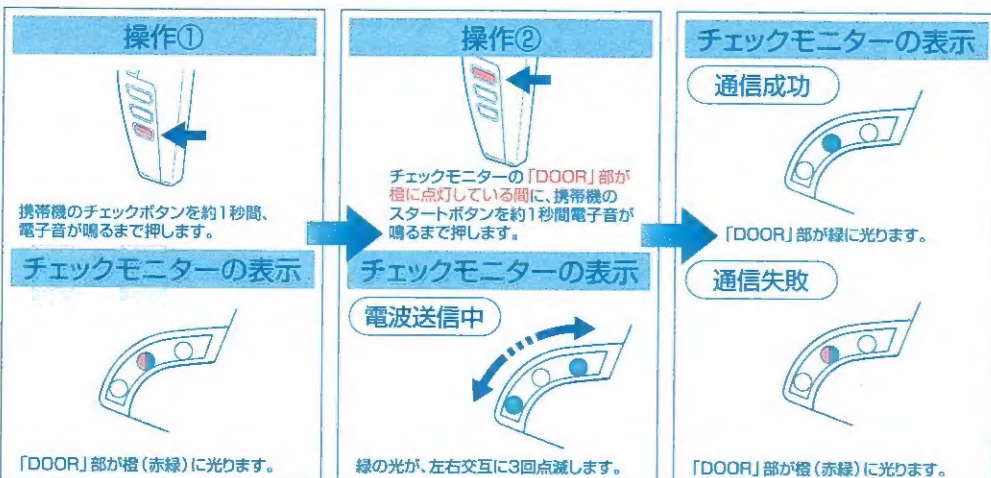 操作①
携帯機のチェックボタンを約1秒間、
電子音が鳴るまで押します。
チェックモニターの表示
「DOOR」部が橙(赤緑)に光ります。
操作②
チェックモニターの「DOOR」部が
橙に点灯している間に、携帯機の
スタートボタンを約1秒間電子音が
鳴るまで押します。
チェックモニターの表示
電波送信中
緑の光が、左右交互に3回点滅します。
チェックモニターの表示
通信成功
「DOOR」部が緑に光ります。
通信失敗
「DOOR」部が橙(赤緑)に光ります。